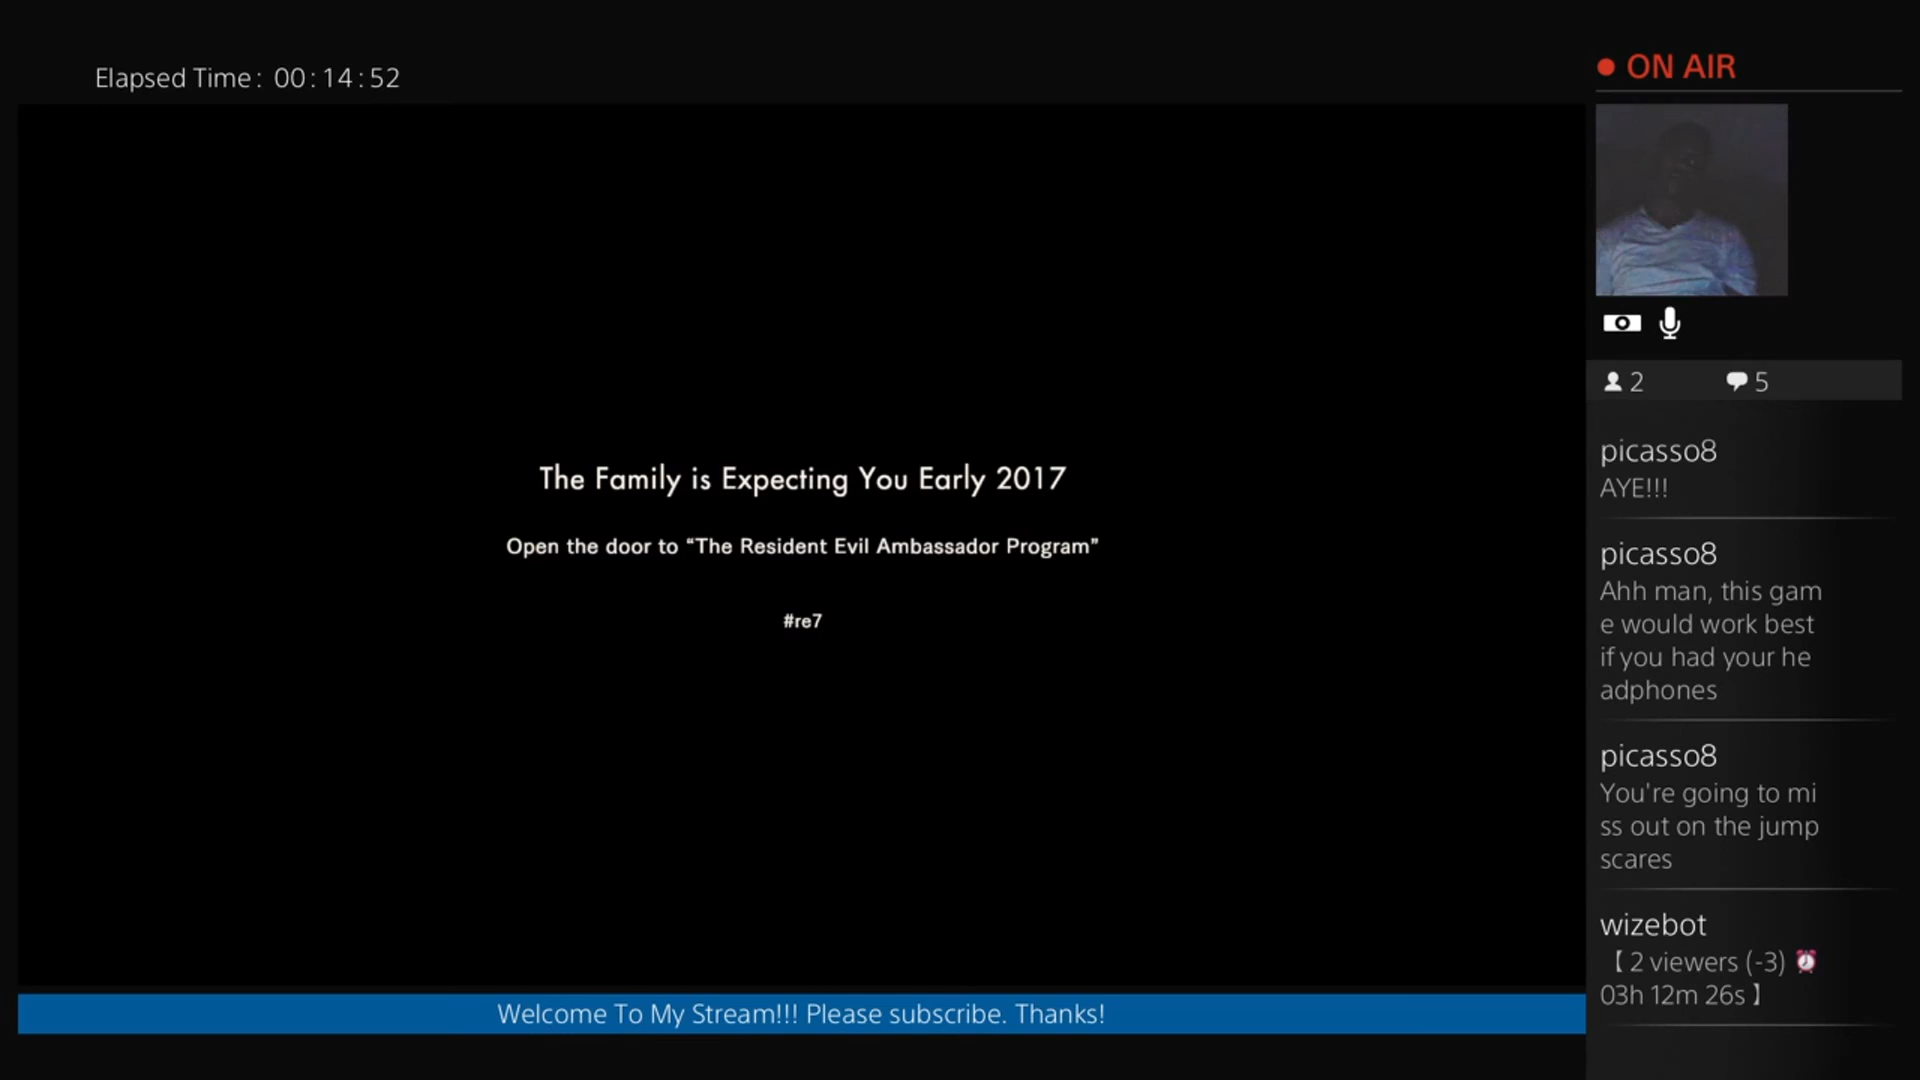 Elapsed Time: 00:14:52
ON AIR
2 5
The Family is Expecting You Early 2017
Open the door to “The Resident Evil Ambassador Program”
#re7
picasso8
AYE!!!
picasso8
Ahh man, this gam
e would work best
if you had your he
adphones
picasso8
You're going to mi
ss out on the jump
scares
wizebot
【 2 viewers (-3) ⏰
03h 12m 26s 】
Welcome To My Stream!!! Please subscribe. Thanks!